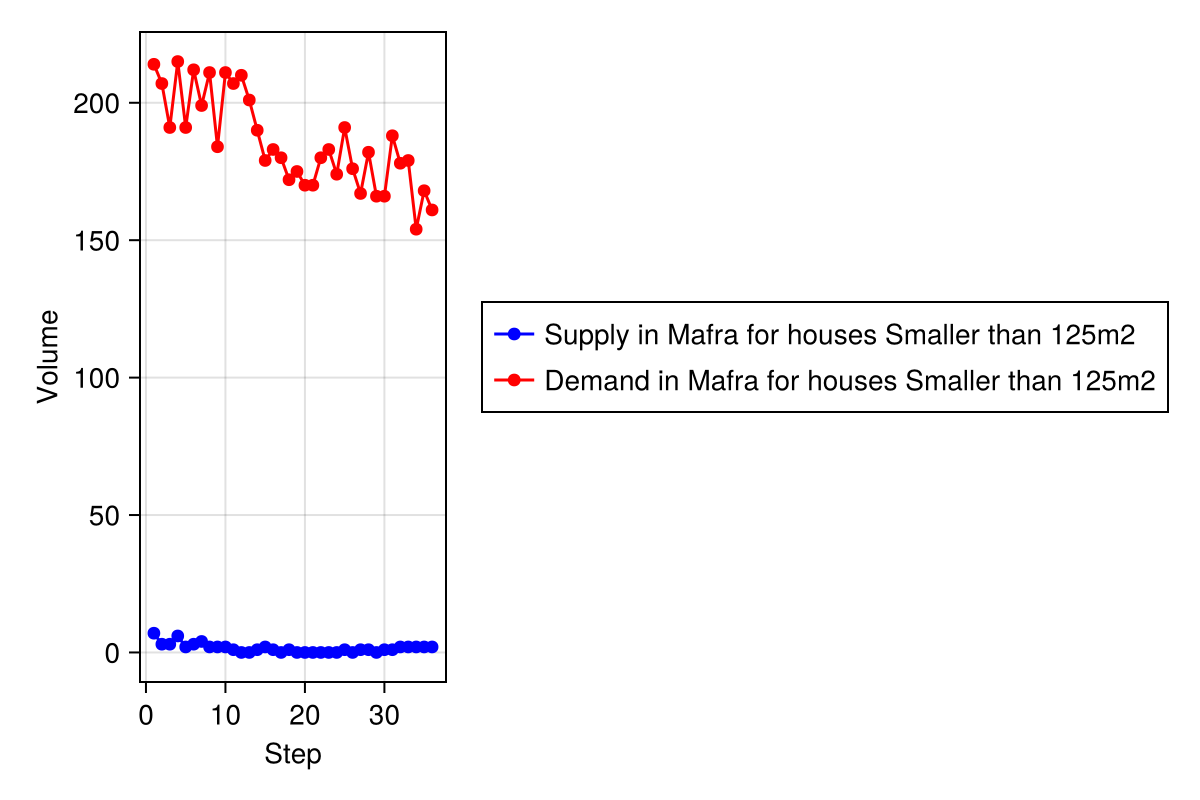 Volume
200
150
100
50
0
0 10 20 30
Step
Supply in Mafra for houses Smaller than 125m2
Demand in Mafra for houses Smaller than 125m2